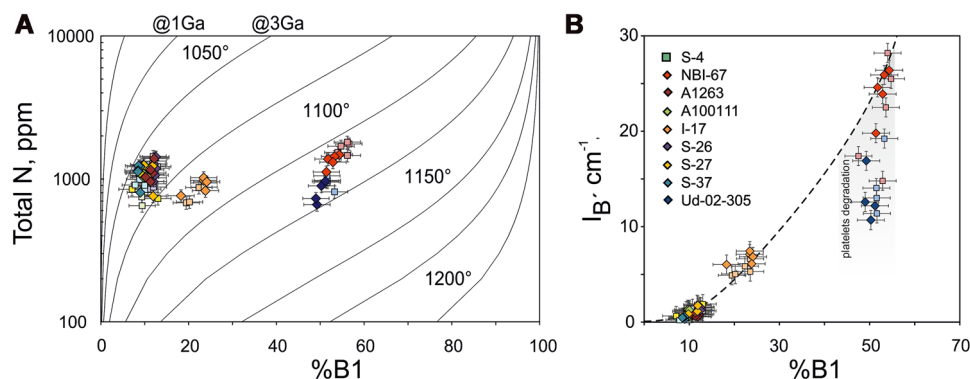 A
@1Ga @3Ga
10000
1000
100
Total N, ppm
1050°
1100°
1150°
1200°
0 20 40 60 80 100
%B1
B
30
20
10
0
I_B', cm⁻¹
S-4
NBI-67
A1263
A100111
I-17
S-26
S-27
S-37
Ud-02-305
platelets degradation
10 30 50 70
%B1